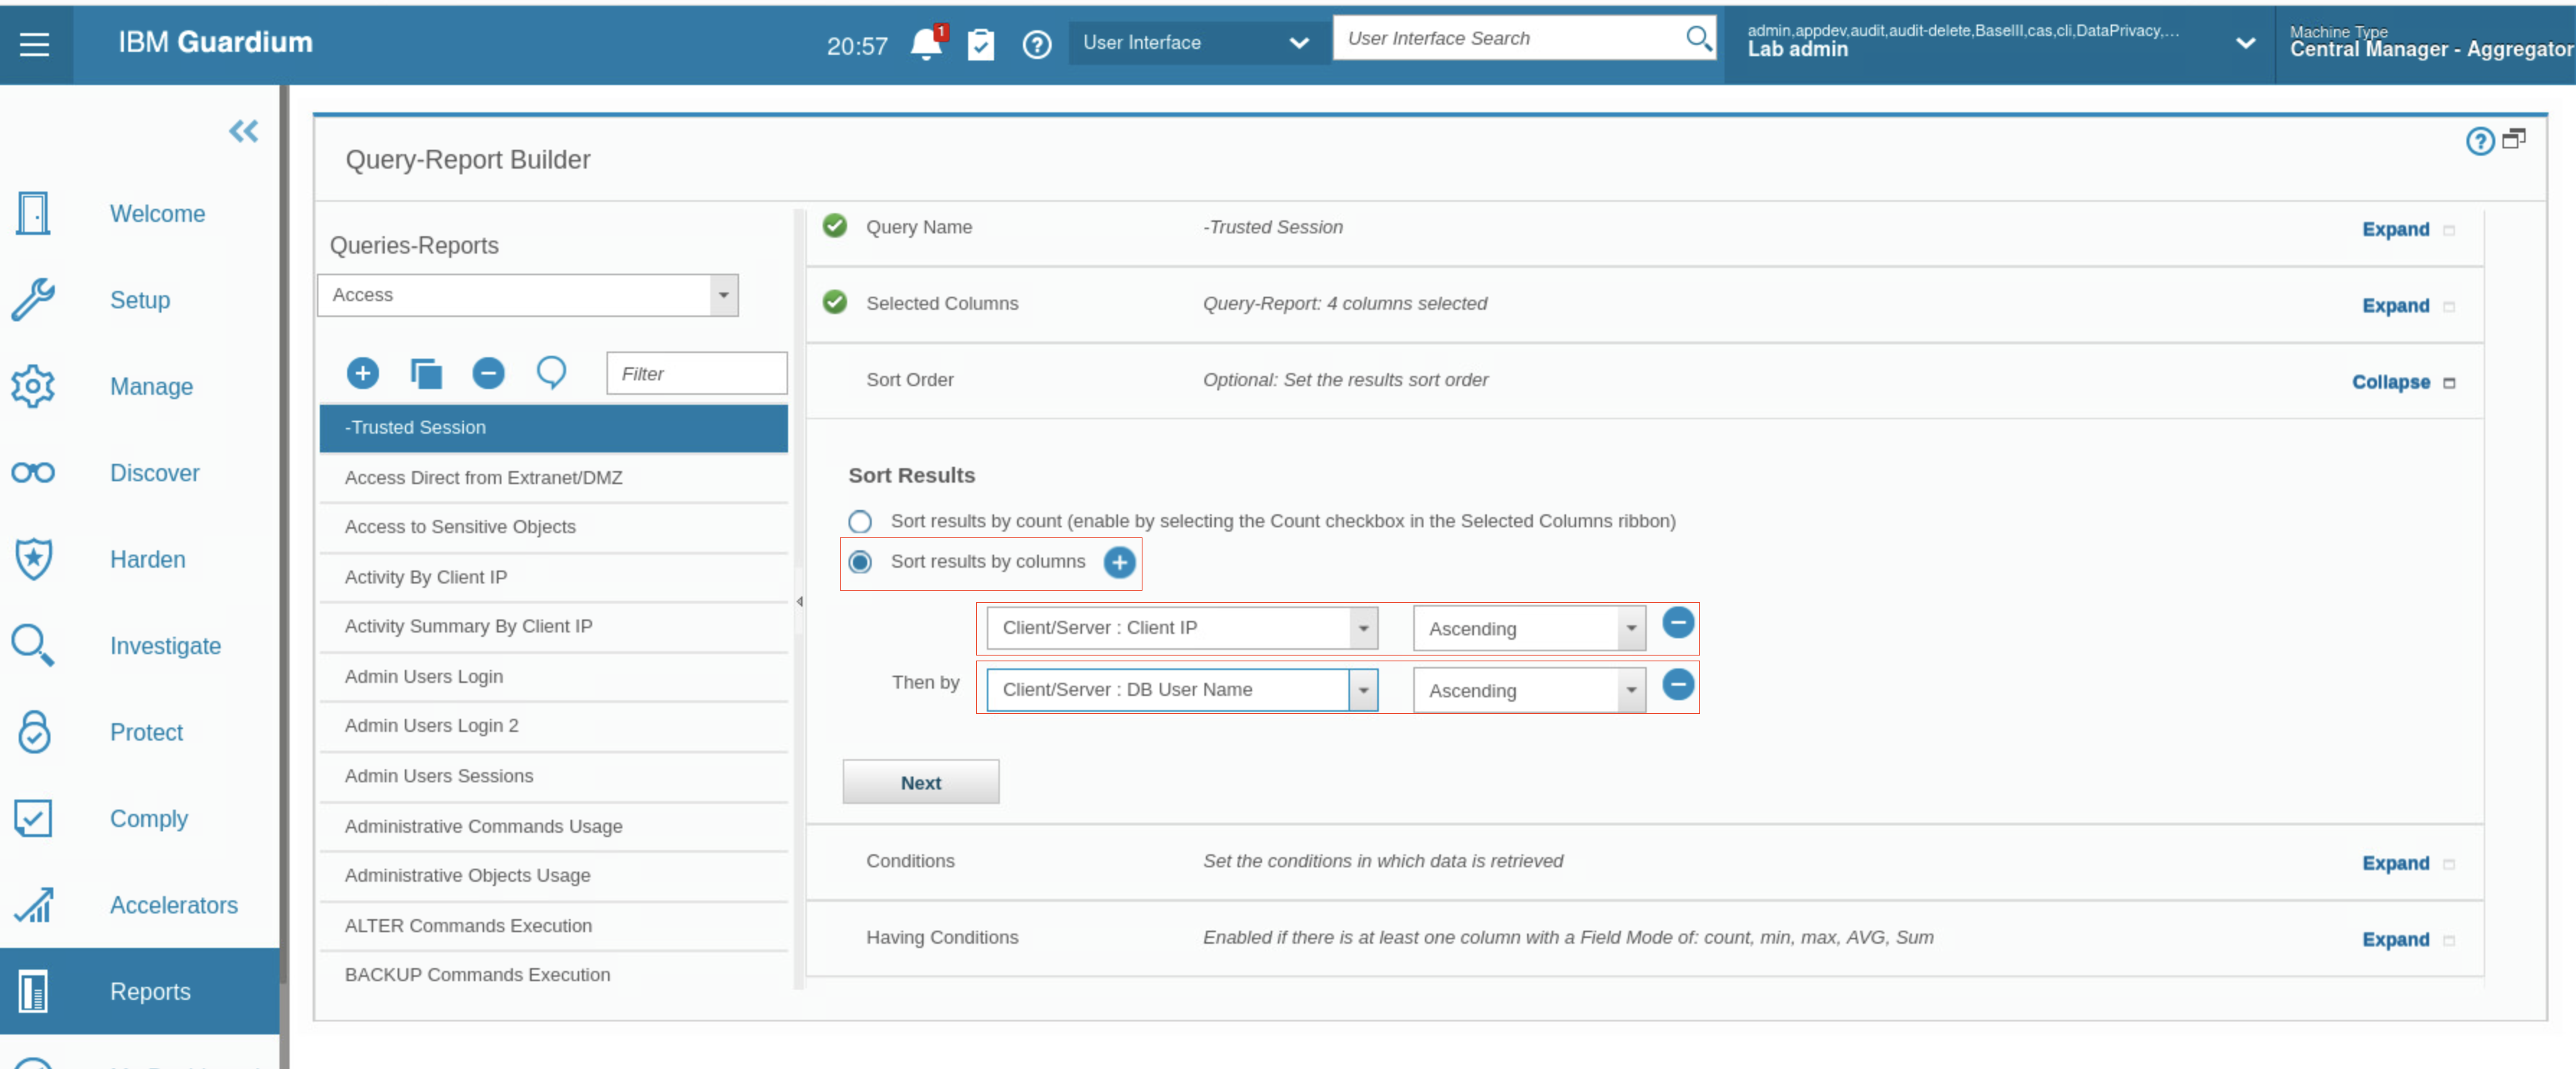 IBM Guardium
20:57
1
User Interface
User Interface Search
admin,appdev,audit,audit-delete,BaselII,cas,cli,DataPrivacy,...
Lab admin
Machine Type
Central Manager - Aggregator
Welcome
Setup
Manage
Discover
Harden
Investigate
Protect
Comply
Accelerators
Reports
Query-Report Builder
Queries-Reports
Access
Filter
-Trusted Session
Access Direct from Extranet/DMZ
Access to Sensitive Objects
Activity By Client IP
Activity Summary By Client IP
Admin Users Login
Admin Users Login 2
Admin Users Sessions
Administrative Commands Usage
Administrative Objects Usage
ALTER Commands Execution
BACKUP Commands Execution
Query Name -Trusted Session Expand
Selected Columns Query-Report: 4 columns selected Expand
Sort Order Optional: Set the results sort order Collapse
Sort Results
Sort results by count (enable by selecting the Count checkbox in the Selected Columns ribbon)
Sort results by columns
Client/Server : Client IP Ascending
Then by Client/Server : DB User Name Ascending
Next
Conditions Set the conditions in which data is retrieved Expand
Having Conditions Enabled if there is at least one column with a Field Mode of: count, min, max, AVG, Sum Expand